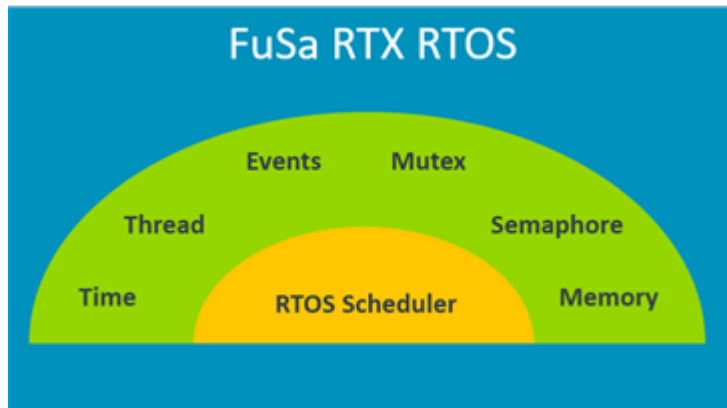 FuSa RTX RTOS
Events Mutex
Thread Semaphore
Time RTOS Scheduler Memory